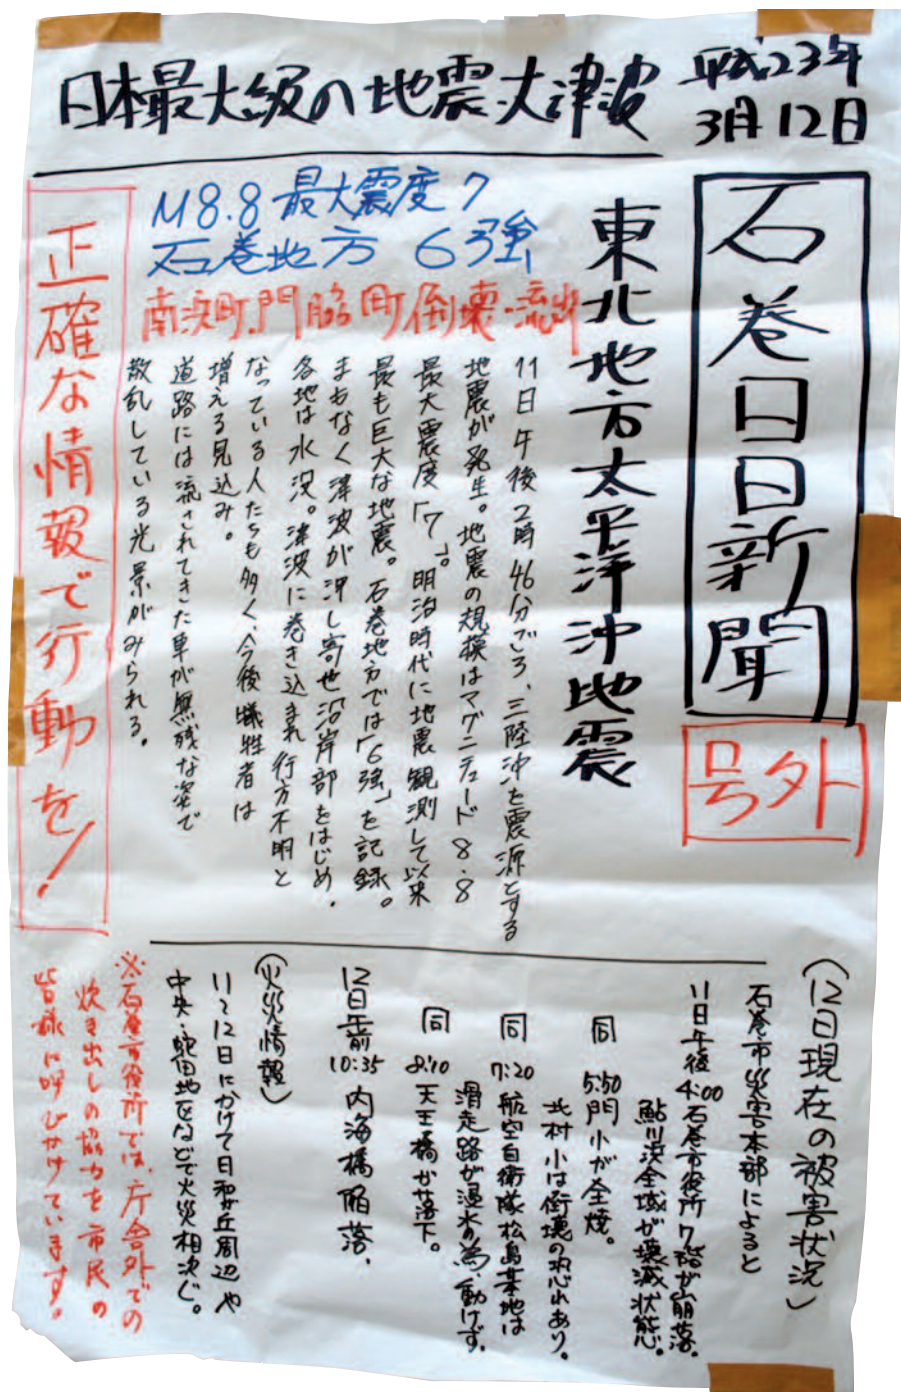 日本最大級の地震・大津波
平成23年
3月12日
石巻日日新聞
号外
東北地方太平洋沖地震
M8.8 最大震度7
石巻地方 6強
南浜町、門脇町倒壊・流出
11日午後2時46分ごろ、三陸沖を震源とする
地震が発生。地震の規模はマグニチュード8.8
最大震度「7」。明治時代に地震観測して以来
最も巨大な地震。石巻地方では「6強」を記録。
まもなく津波が押し寄せ沿岸部をはじめ、
各地は水没。津波に巻き込まれ行方不明と
なっている人たちも多く、今後犠牲者は
増える見込み。
道路には流されてきた車が無残な姿で
散乱している光景がみられる。
正確な情報で行動を!
(12日現在の被害状況)
石巻市災害本部によると
11日午後4:00 石巻市役所7階が崩落。
鮎川浜全域が壊滅状態。
同 5:50 門小が全焼。
北村小は倒壊の恐れあり。
同 7:20 航空自衛隊松島基地は
滑走路が浸水の為、動けず。
同 8:10 天王橋が落下。
12日午前10:35 内海橋陥落、
(火災情報)
11~12日にかけて日和が丘周辺や
中央・蛇田地区などで火災相次ぐ。
※石巻市役所では、庁舎外での
炊き出しの協力を市民の
皆様に呼びかけています。